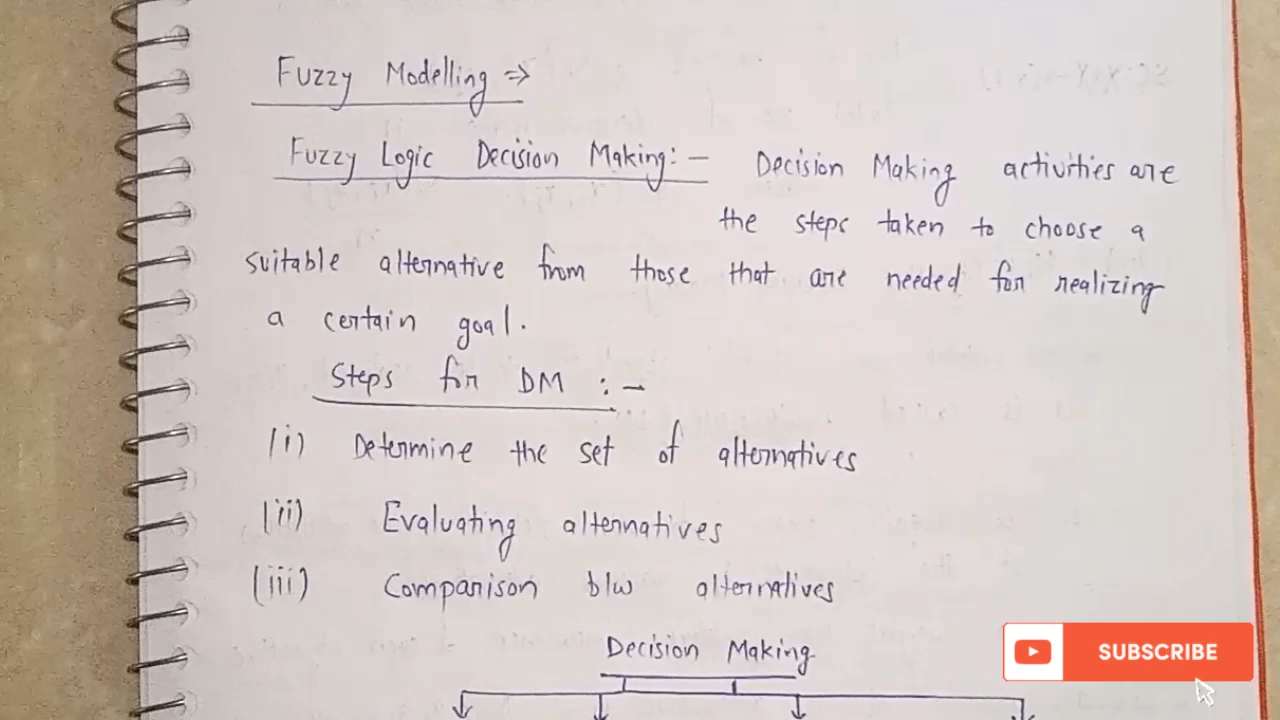 Fuzzy Modelling ⇒
Fuzzy Logic Decision Making:- Decision Making activities are
the steps taken to choose a
suitable alternative from those that are needed for realizing
a certain goal.
Steps for DM :-
(i) Determine the set of alternatives
(ii) Evaluating alternatives
(iii) Comparison b/w alternatives
Decision Making
SUBSCRIBE